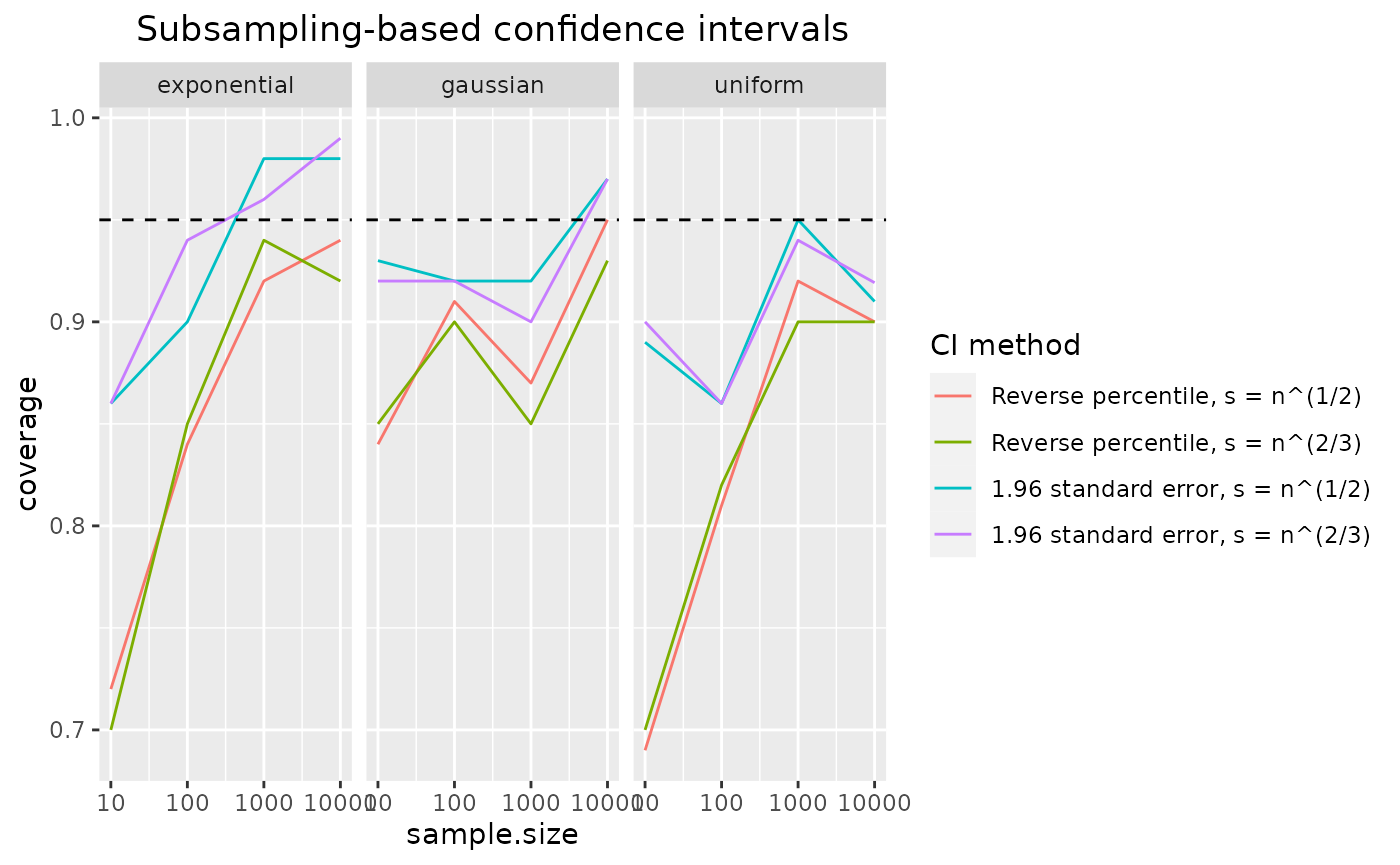 Subsampling-based confidence intervals
exponential
gaussian
uniform
coverage
1.0
0.9
0.8
0.7
10 100 1000 10000
10 100 1000 10000
10 100 1000 10000
sample.size
CI method
Reverse percentile, s = n^(1/2)
Reverse percentile, s = n^(2/3)
1.96 standard error, s = n^(1/2)
1.96 standard error, s = n^(2/3)